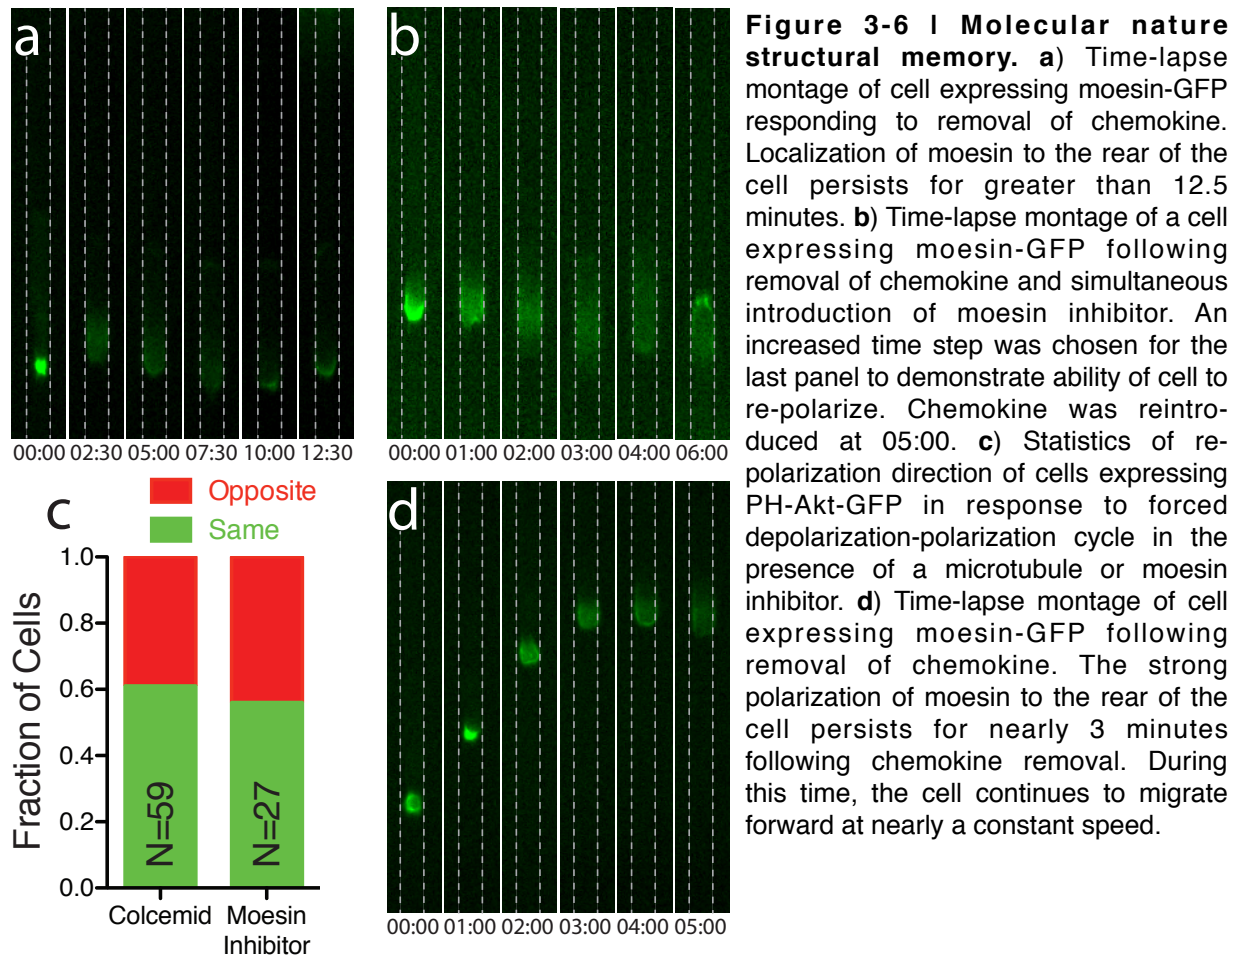 a
00:00 02:30 05:00 07:30 10:00 12:30
b
00:00 01:00 02:00 03:00 04:00 06:00
c
Opposite
Same
Fraction of Cells
1.0
0.8
0.6
0.4
0.2
0.0
N=59
N=27
Colcemid
Moesin
Inhibitor
d
00:00 01:00 02:00 03:00 04:00 05:00
Figure 3-6 l Molecular nature
structural memory. a) Time-lapse
montage of cell expressing moesin-GFP
responding to removal of chemokine.
Localization of moesin to the rear of the
cell persists for greater than 12.5
minutes. b) Time-lapse montage of a cell
expressing moesin-GFP following
removal of chemokine and simultaneous
introduction of moesin inhibitor. An
increased time step was chosen for the
last panel to demonstrate ability of cell to
re-polarize. Chemokine was reintro-
duced at 05:00. c) Statistics of re-
polarization direction of cells expressing
PH-Akt-GFP in response to forced
depolarization-polarization cycle in the
presence of a microtubule or moesin
inhibitor. d) Time-lapse montage of cell
expressing moesin-GFP following
removal of chemokine. The strong
polarization of moesin to the rear of the
cell persists for nearly 3 minutes
following chemokine removal. During
this time, the cell continues to migrate
forward at nearly a constant speed.